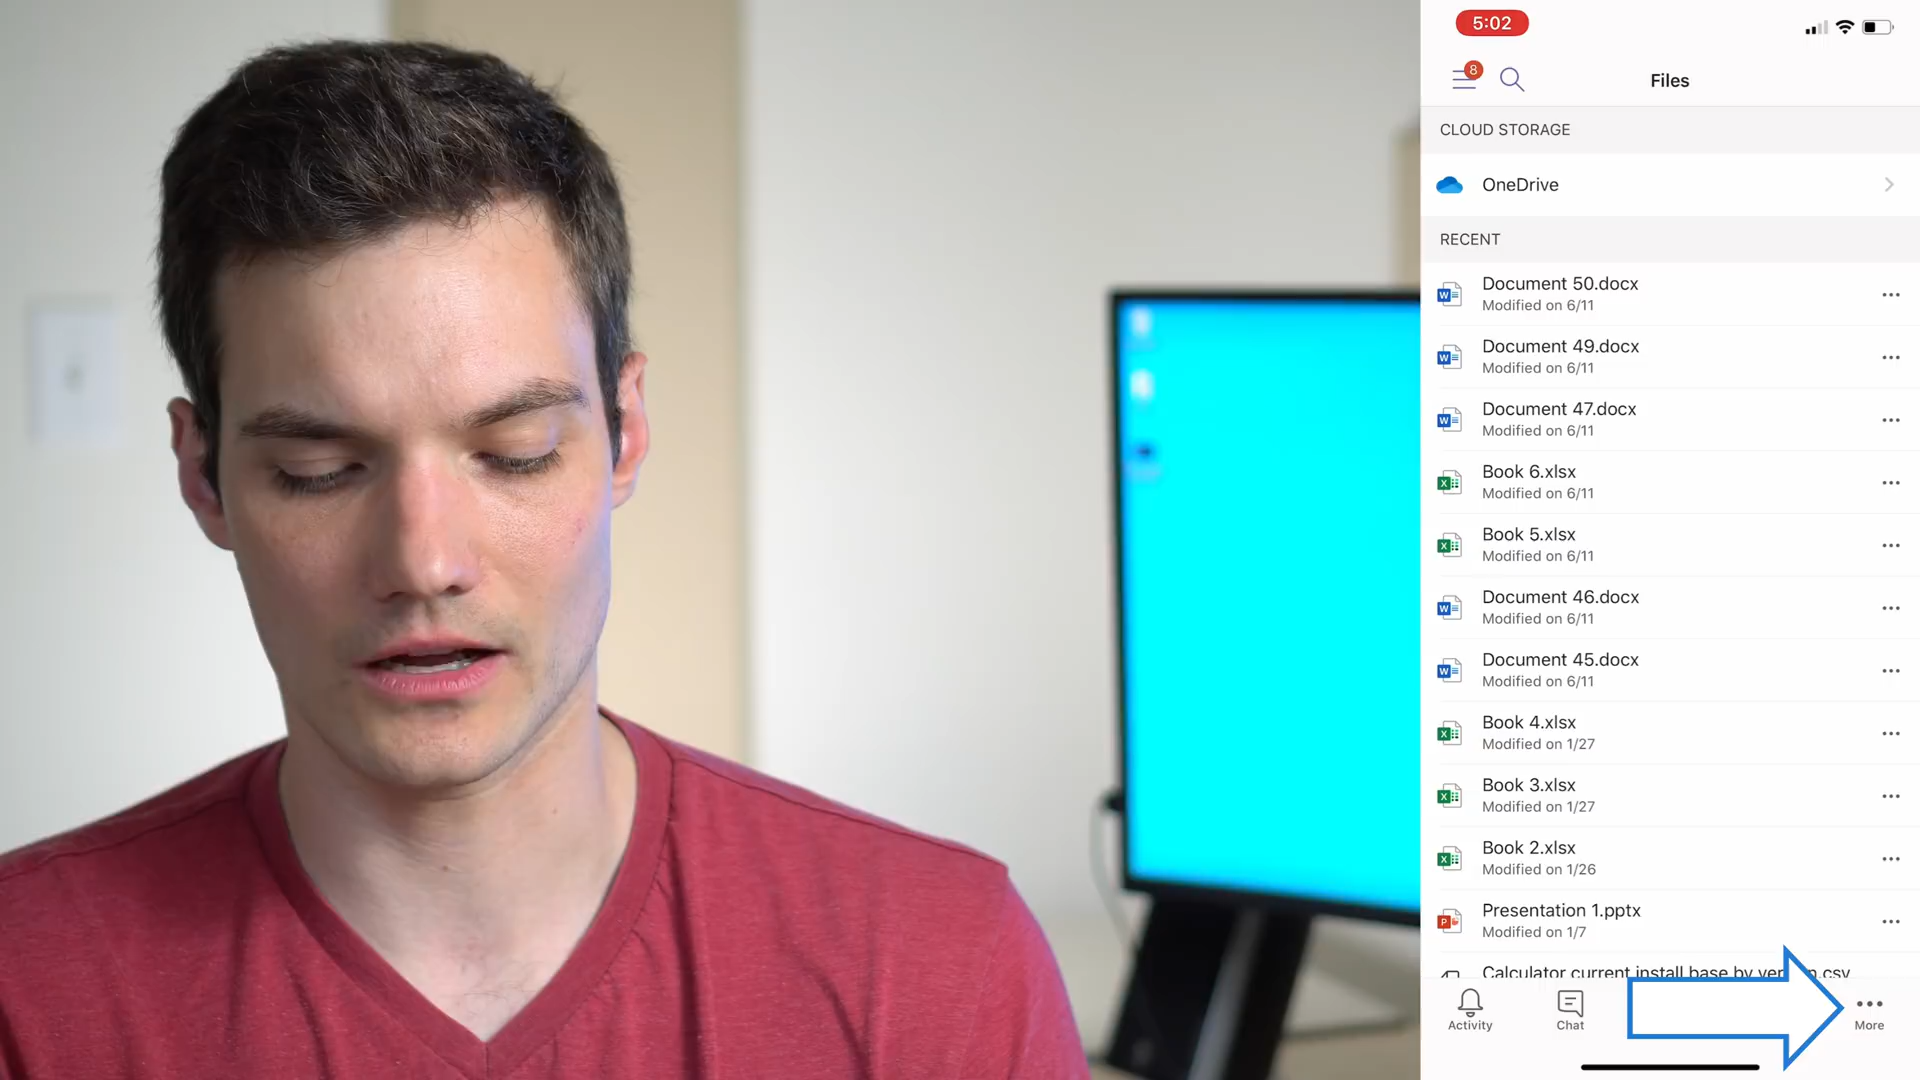 5:02
8
Files
CLOUD STORAGE
OneDrive
RECENT
Document 50.docx
Modified on 6/11
Document 49.docx
Modified on 6/11
Document 47.docx
Modified on 6/11
Book 6.xlsx
Modified on 6/11
Book 5.xlsx
Modified on 6/11
Document 46.docx
Modified on 6/11
Document 45.docx
Modified on 6/11
Book 4.xlsx
Modified on 1/27
Book 3.xlsx
Modified on 1/27
Book 2.xlsx
Modified on 1/26
Presentation 1.pptx
Modified on 1/7
Calculator current install base by
Activity
Chat
More